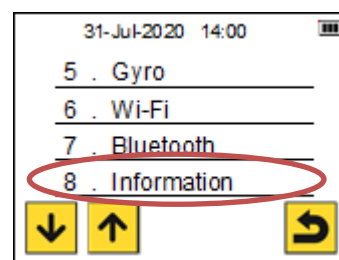 31-Jul-2020 14:00
5 . Gyro
6 . Wi-Fi
7 . Bluetooth
8 . Information